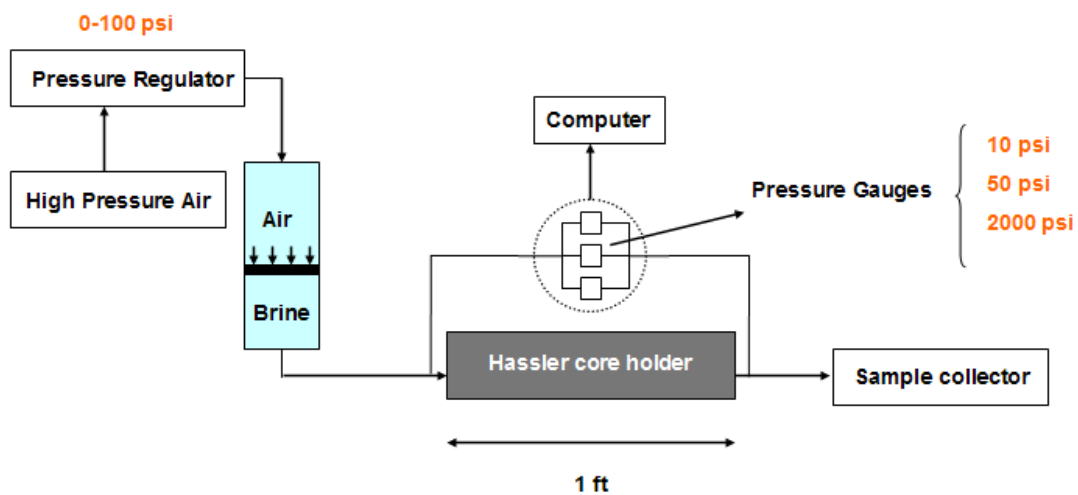 0-100 psi
Pressure Regulator
High Pressure Air
Air
Brine
Computer
Pressure Gauges
10 psi
50 psi
2000 psi
Hassler core holder
Sample collector
1 ft